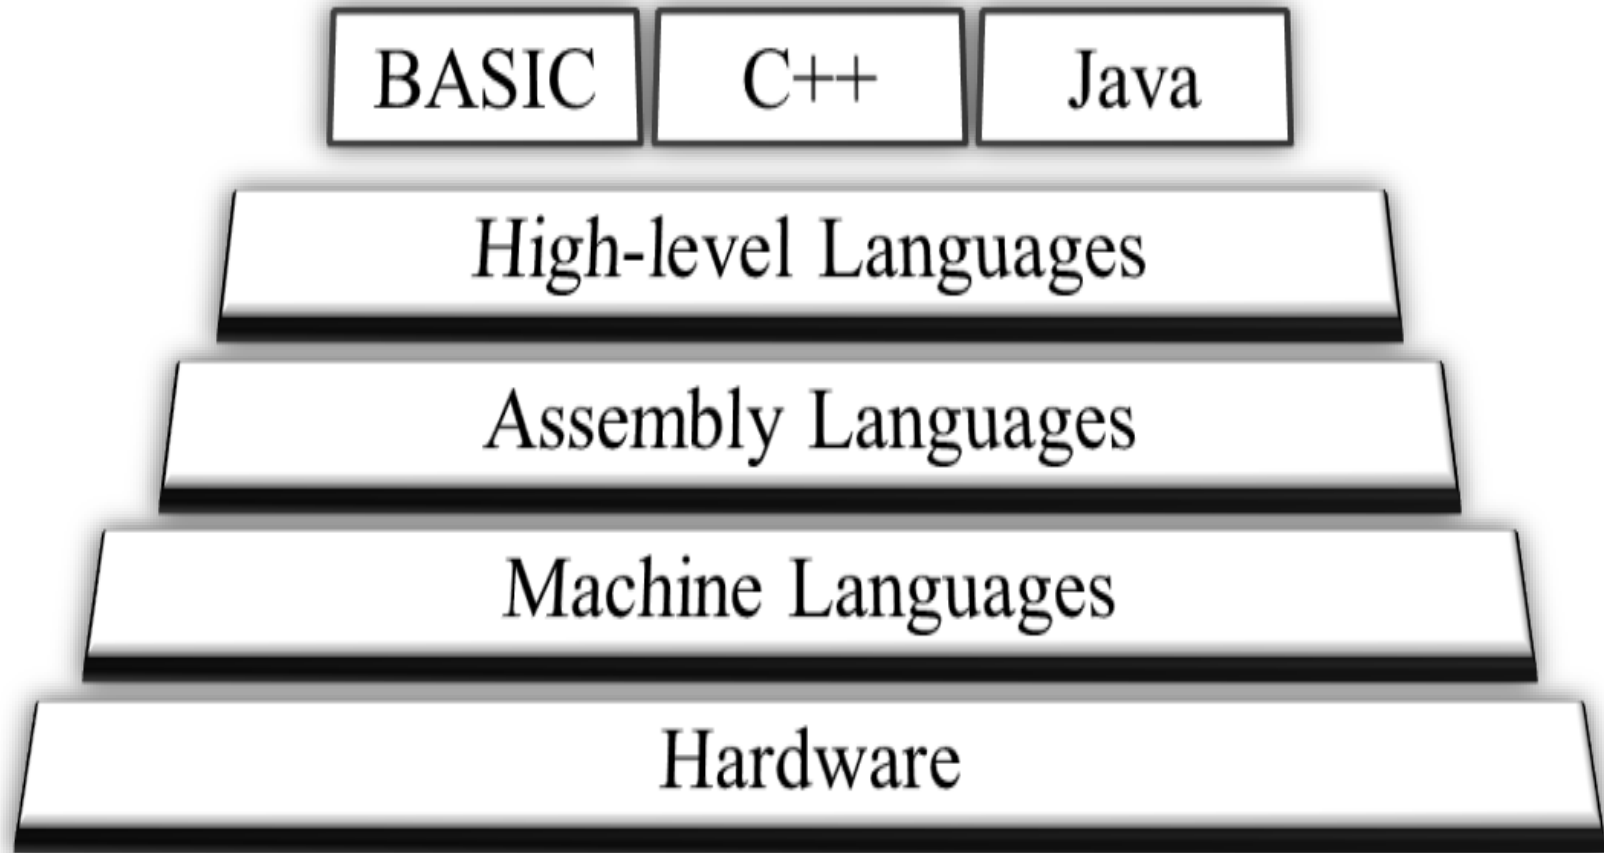 BASIC C++ Java
High-level Languages
Assembly Languages
Machine Languages
Hardware